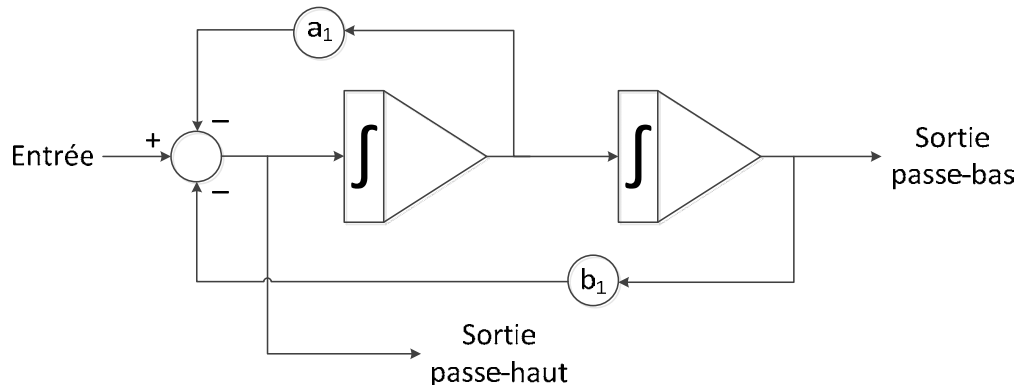 a₁
−
+
Entrée
∫
∫
Sortie
passe-bas
−
b₁
Sortie
passe-haut